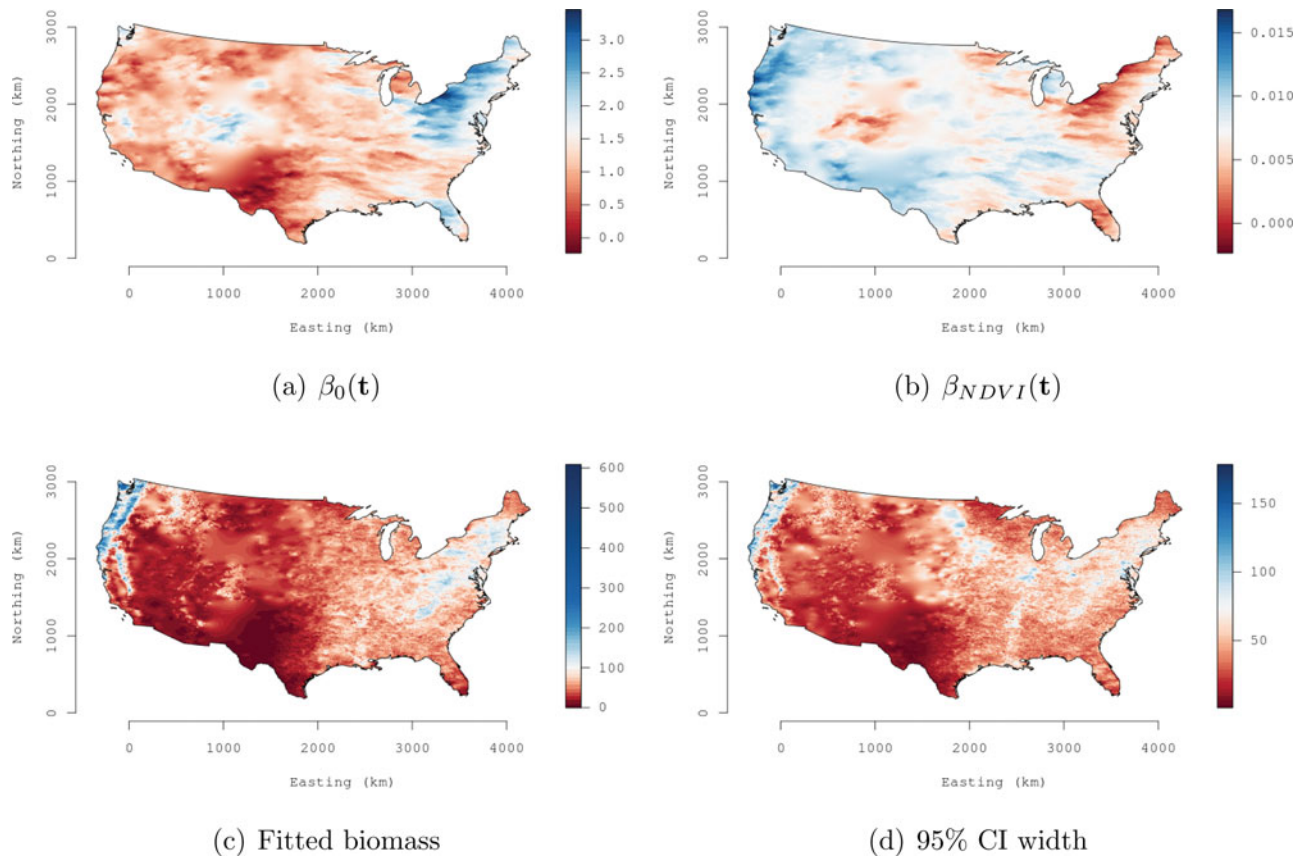 3000
2000
1000
0
Northing (km)
0 1000 2000 3000 4000
Easting (km)
3.0
2.5
2.0
1.5
1.0
0.5
0.0
(a) β0(t)
3000
2000
1000
0
Northing (km)
0 1000 2000 3000 4000
Easting (km)
0.015
0.010
0.005
0.000
(b) βNDVI(t)
3000
2000
1000
0
Northing (km)
0 1000 2000 3000 4000
Easting (km)
600
500
400
300
200
100
0
(c) Fitted biomass
3000
2000
1000
0
Northing (km)
0 1000 2000 3000 4000
Easting (km)
150
100
50
(d) 95% CI width